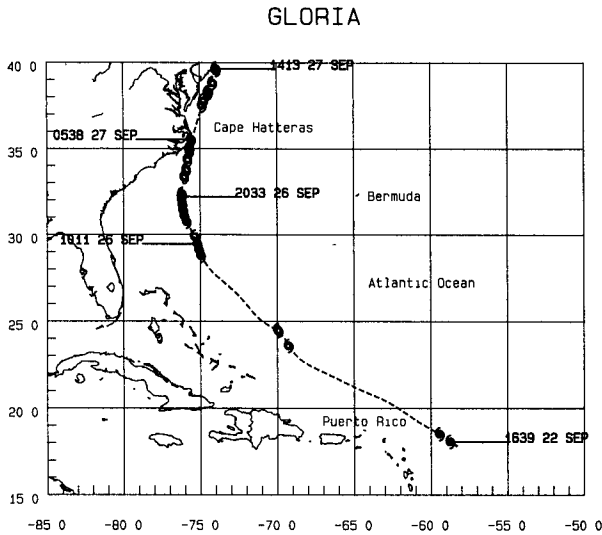 GLORIA
40 0
1413 27 SEP
Cape Hatteras
0538 27 SEP
35 0
2033 26 SEP
Bermuda
30 0
1011 26 SEP
Atlantic Ocean
25 0
20 0
Puerto Rico
1639 22 SEP
15 0
-85 0 -80 0 -75 0 -70 0 -65 0 -60 0 -55 0 -50 0